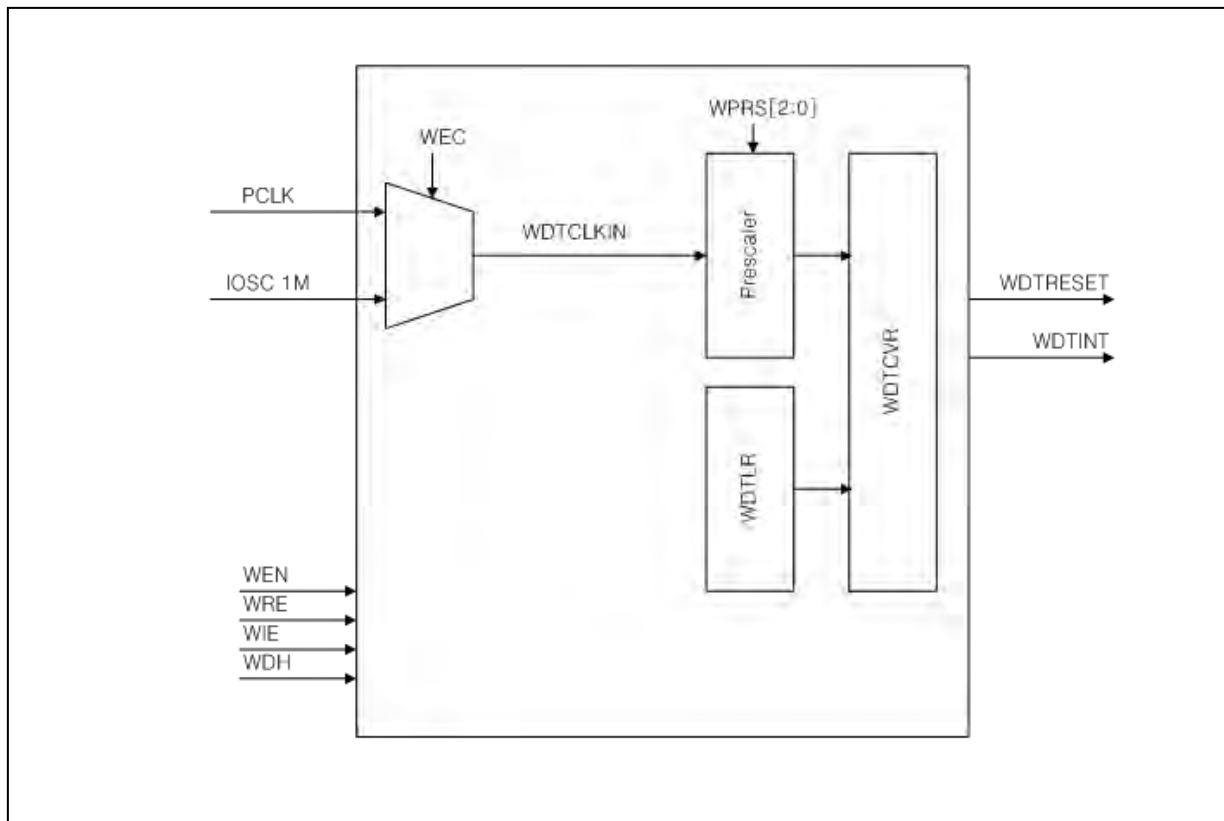 WPRS[2:0]
WEC
PCLK
WDTCLKIN
Prescaler
IOSC 1M
WDTRESET
WDTINT
WDTCVR
WDTLR
WEN
WRE
WIE
WDH